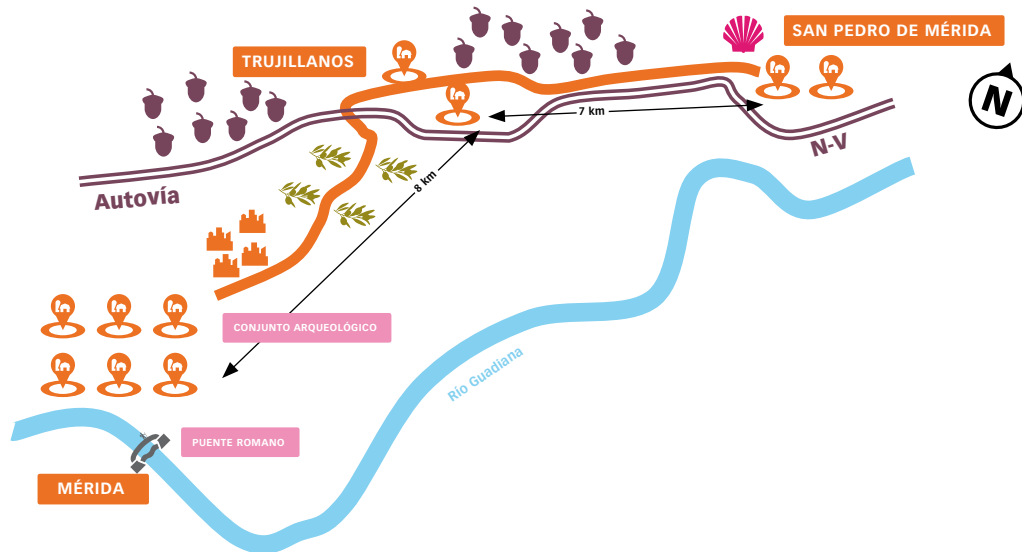 SAN PEDRO DE MÉRIDA
TRUJILLANOS
7 km
N
N-V
Autovía
8 km
CONJUNTO ARQUEOLÓGICO
Río Guadiana
PUENTE ROMANO
MÉRIDA